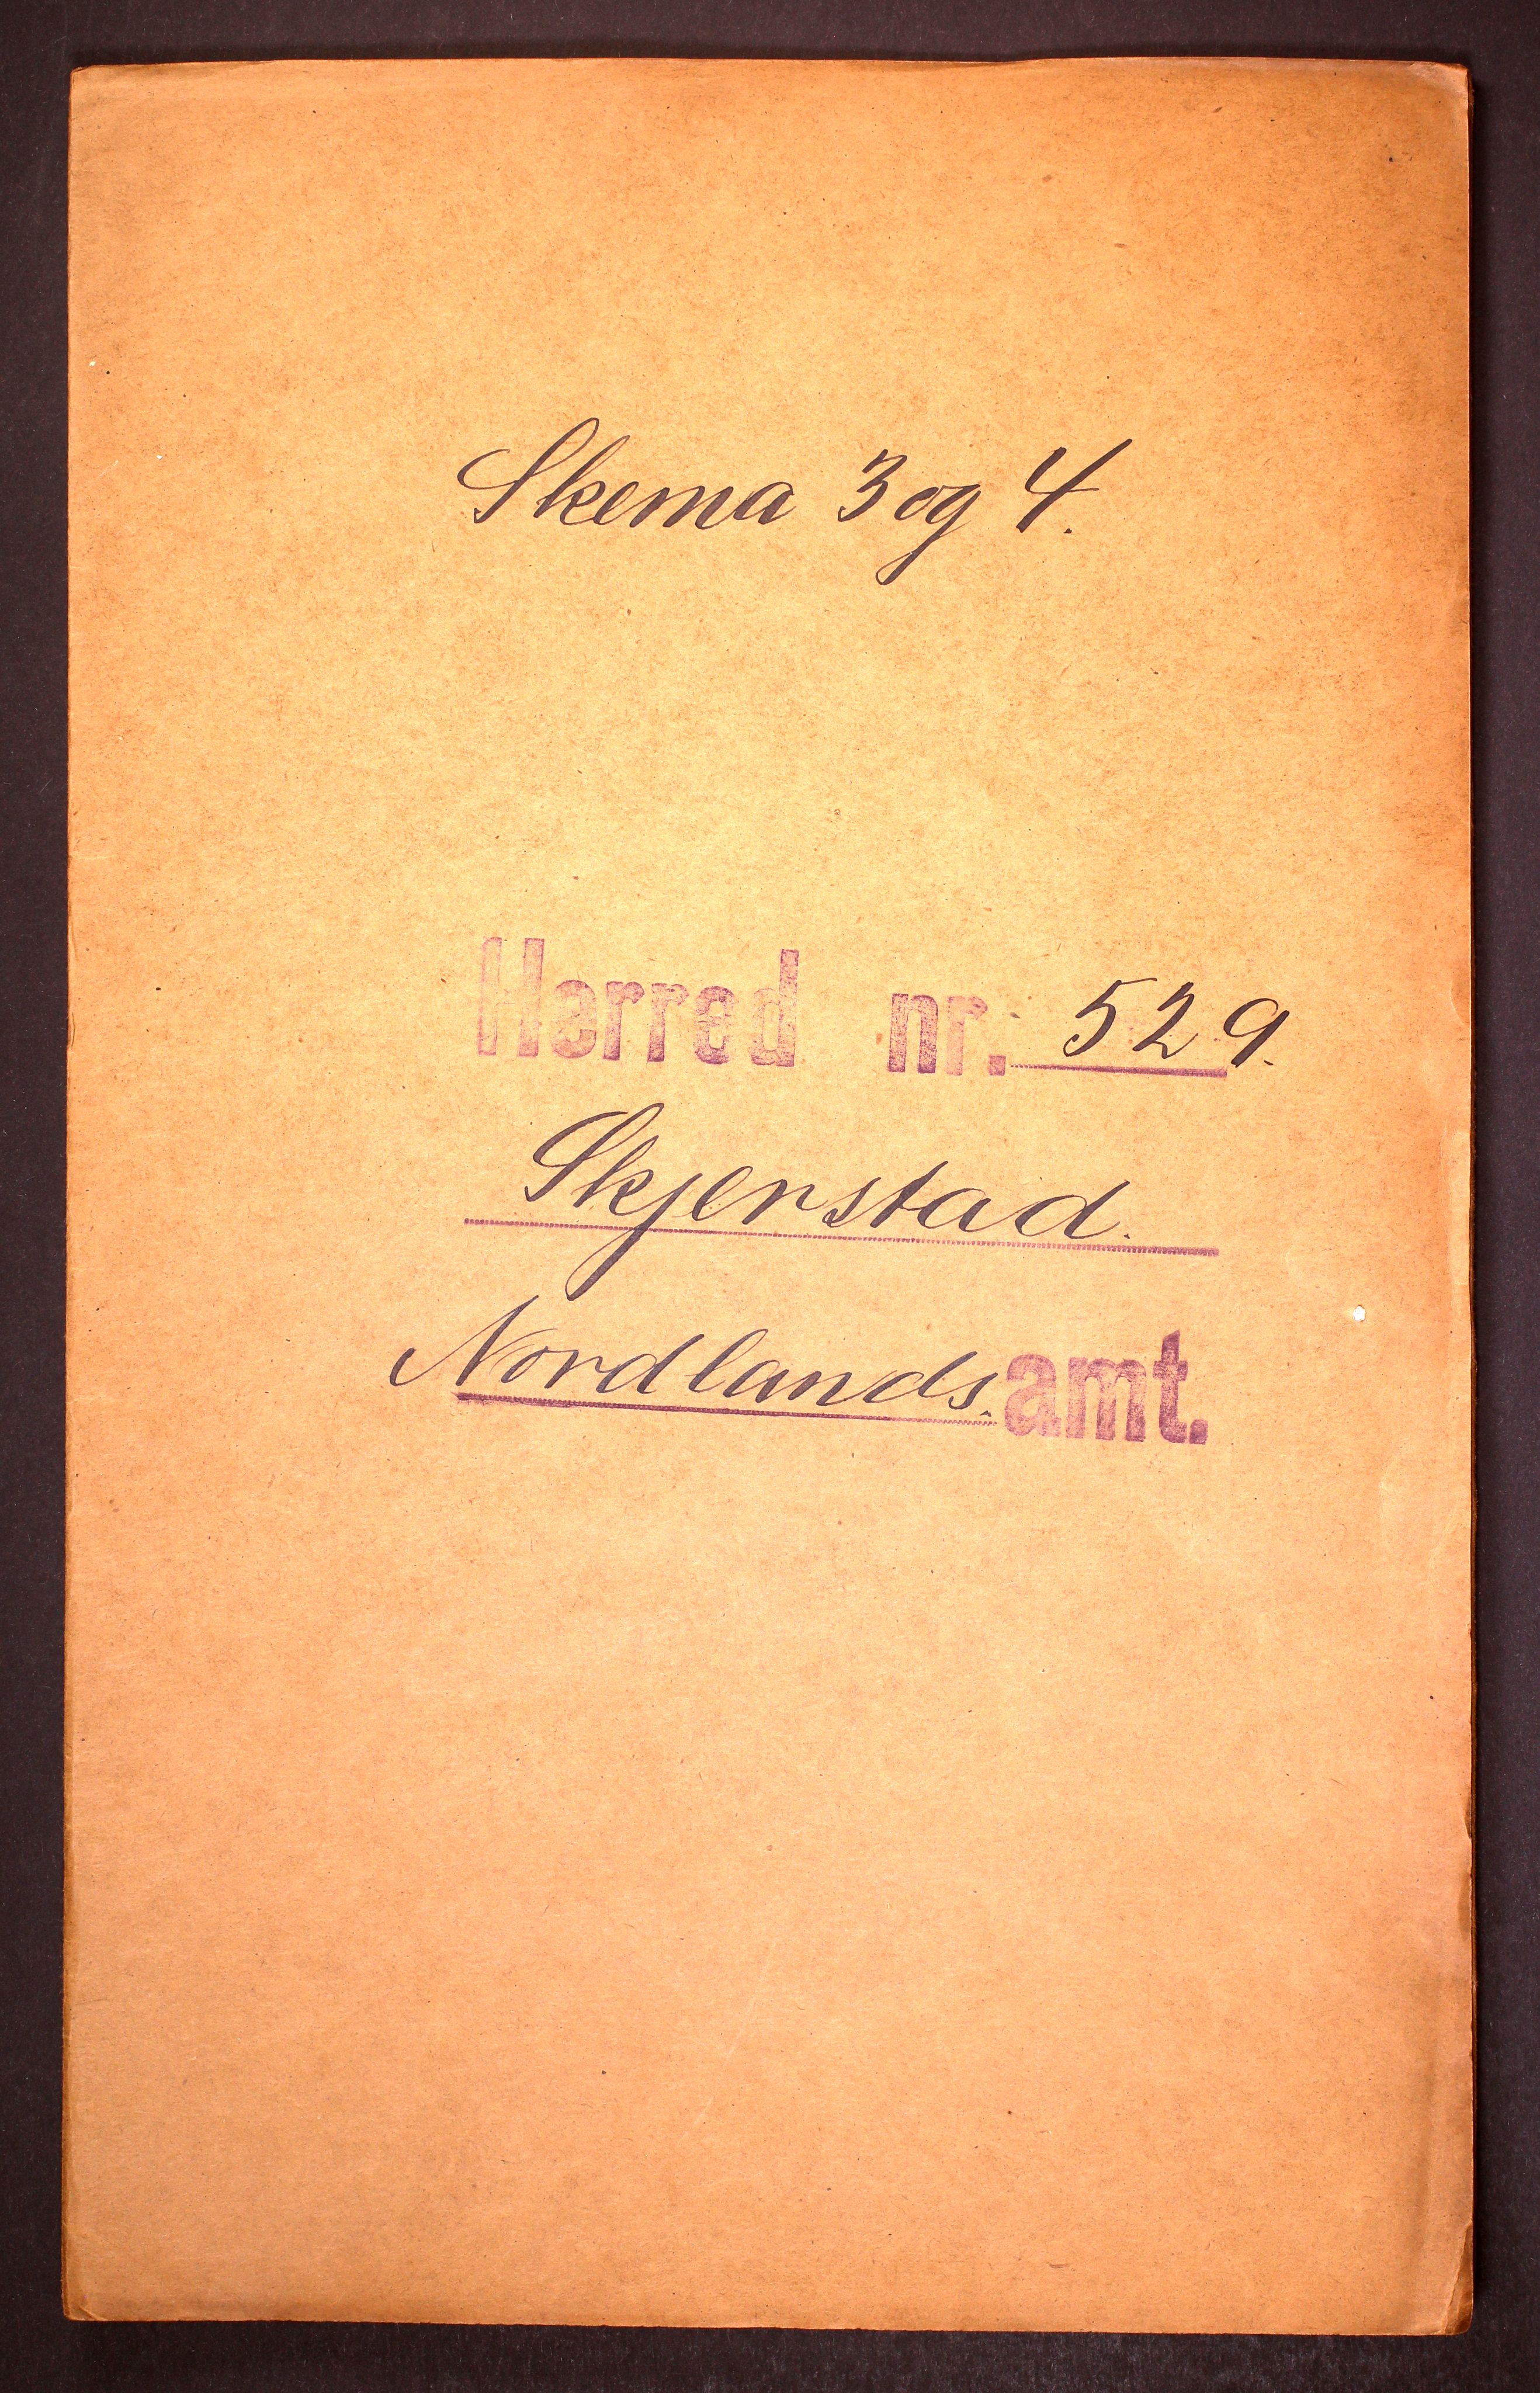 Skema 3 og 4.
Herred nr. 529.
Skjerstad.
Nordlands.amt.